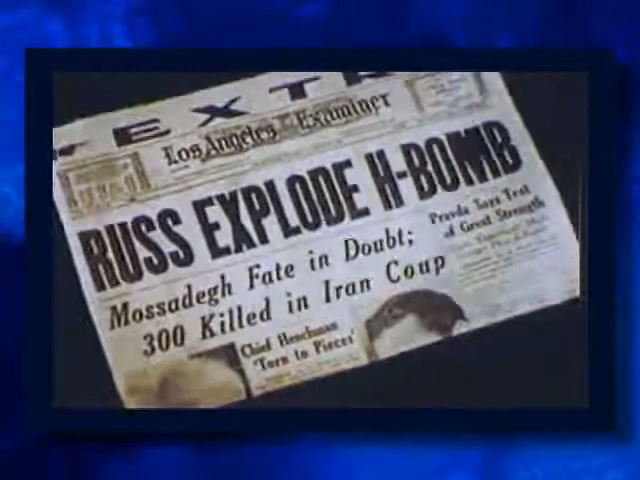 EXTR
Los Angeles Examiner
RUSS EXPLODE H-BOMB
Pravda Says Test
of Great Strength
Mossadegh Fate in Doubt;
300 Killed in Iran Coup
Chief Henchman
'Torn to Pieces'